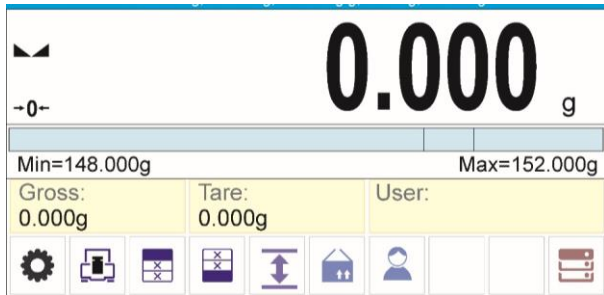 0.000 g
→0←
Min=148.000g Max=152.000g
Gross: Tare: User:
0.000g 0.000g